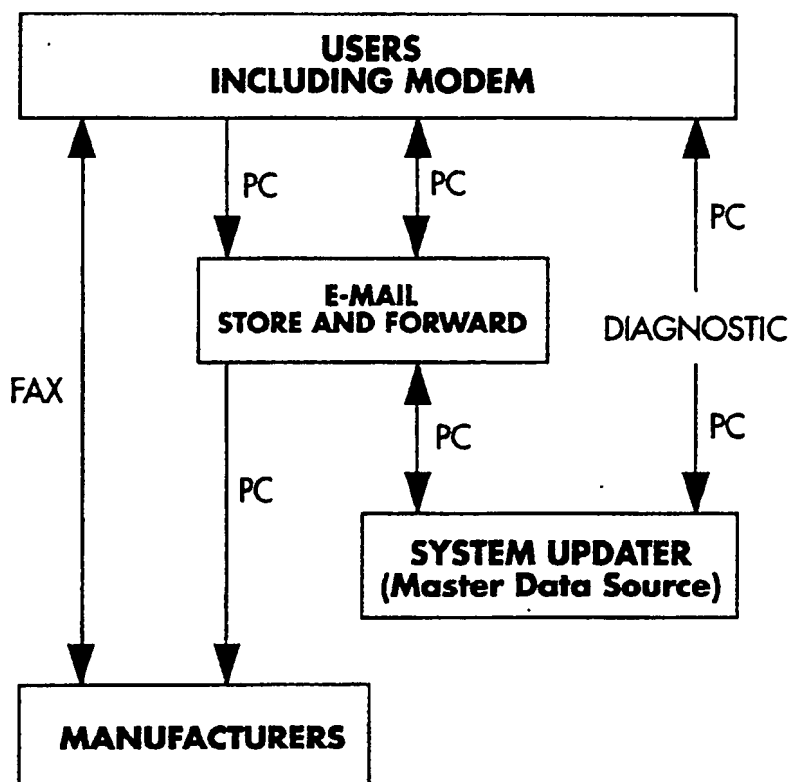 USERS
INCLUDING MODEM
PC
PC
PC
E-MAIL
STORE AND FORWARD
DIAGNOSTIC
FAX
PC
PC
PC
SYSTEM UPDATER
(Master Data Source)
MANUFACTURERS